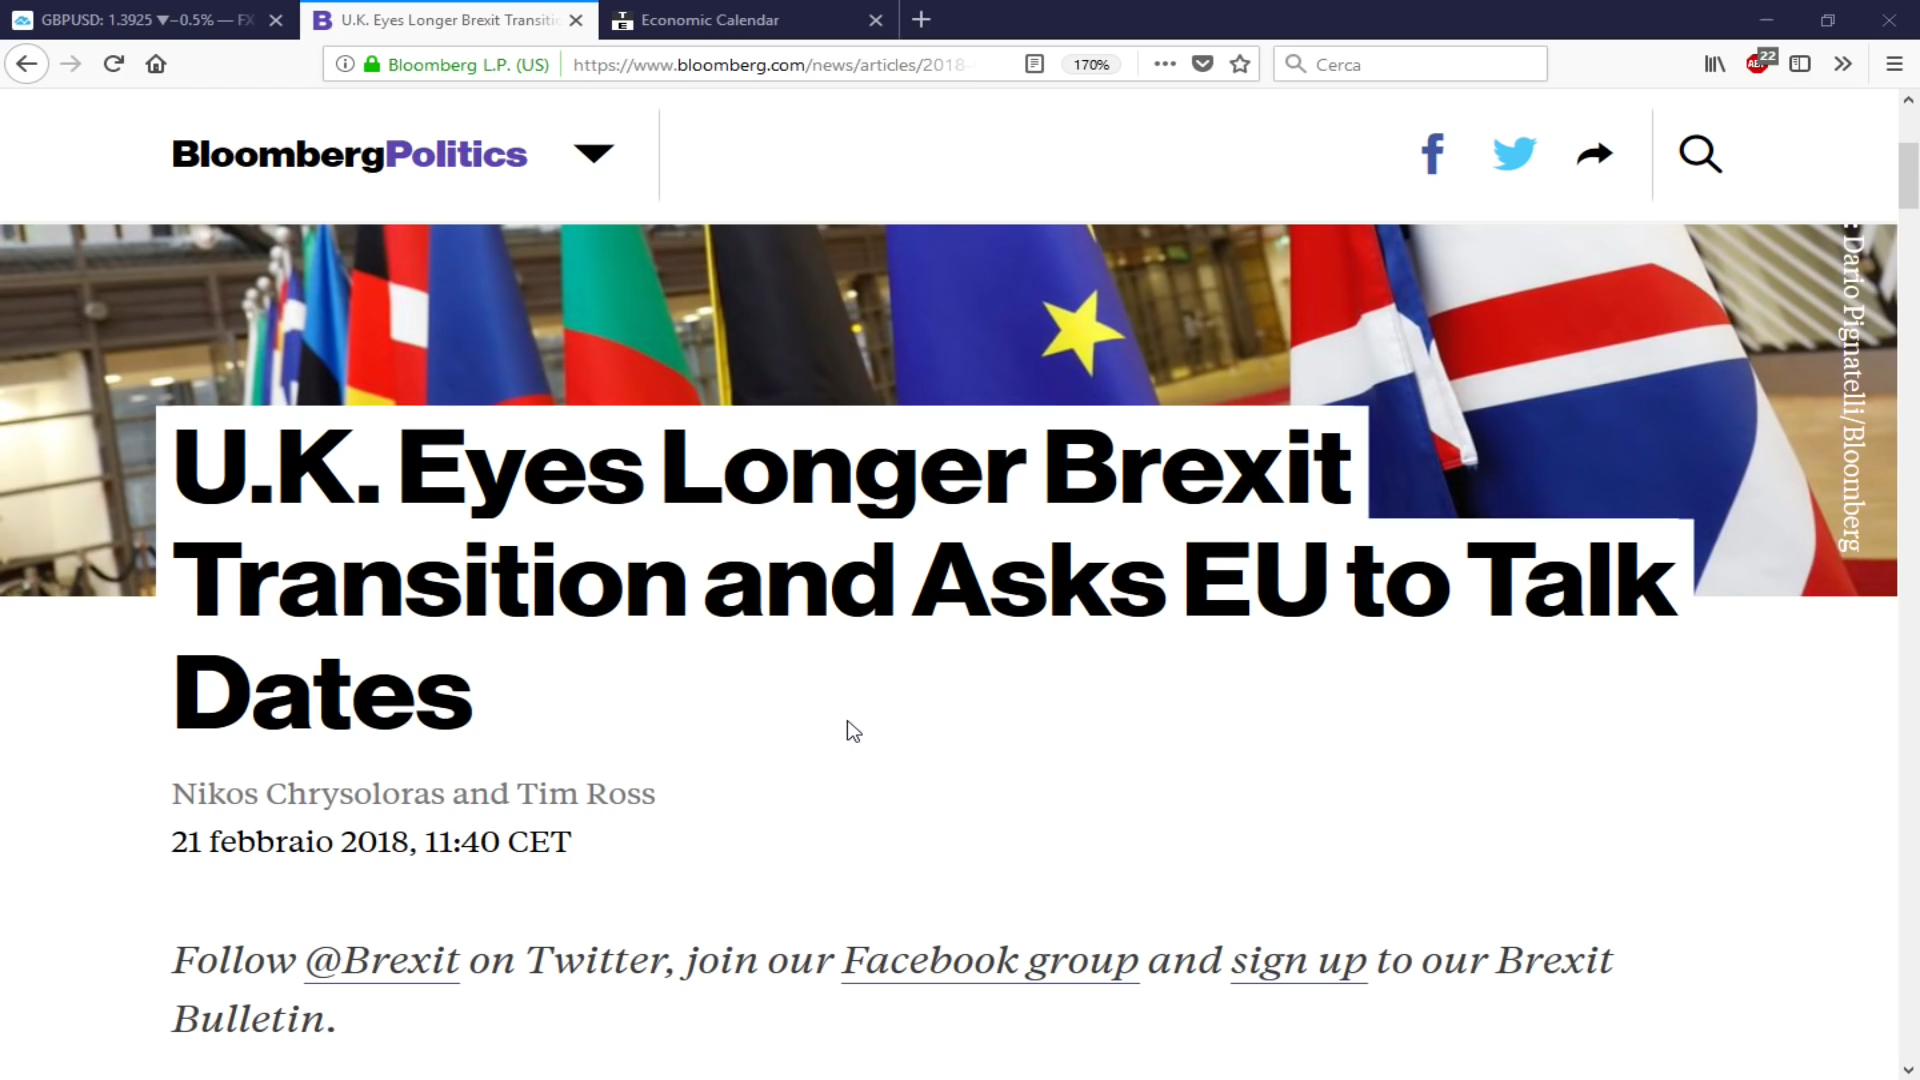 GBPUSD: 1.3925 ▼−0.5% — FX
U.K. Eyes Longer Brexit Transitio
Economic Calendar
Bloomberg L.P. (US)
https://www.bloomberg.com/news/articles/2018-
170%
Cerca
22
BloombergPolitics
: Dario Pignatelli/Bloomberg
U.K. Eyes Longer Brexit
Transition and Asks EU to Talk
Dates
Nikos Chrysoloras and Tim Ross
21 febbraio 2018, 11:40 CET
Follow @Brexit on Twitter, join our Facebook group and sign up to our Brexit
Bulletin.